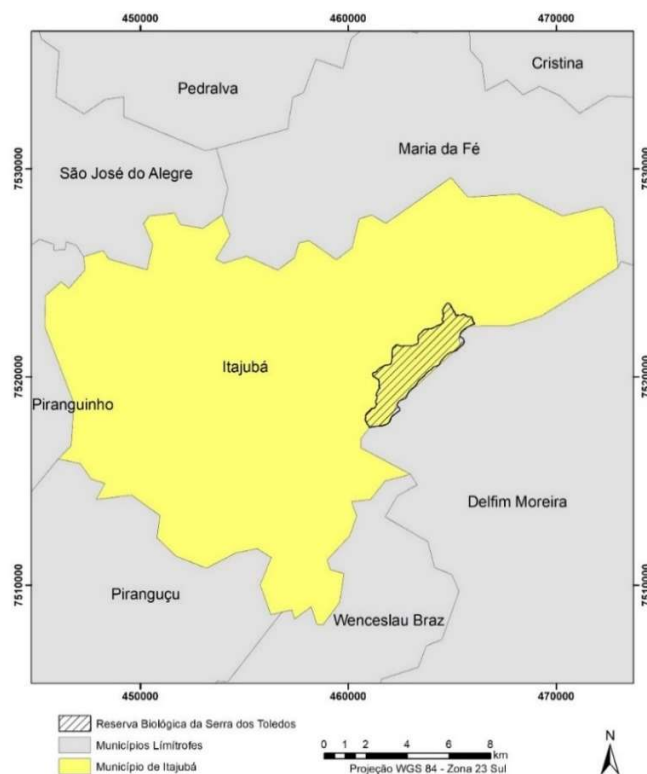 450000 460000 470000
Cristina
Pedralva
Maria da Fé
7530000 7530000
São José do Alegre
Itajubá
7520000 7520000
Piranguinho
Delfim Moreira
7510000 7510000
Piranguçu
Wenceslau Braz
450000 460000 470000
Reserva Biológica da Serra dos Toledos
Municípios Límítrofes
Município de Itajubá
0 1 2 4 6 8
km
Projeção WGS 84 - Zona 23 Sul
N